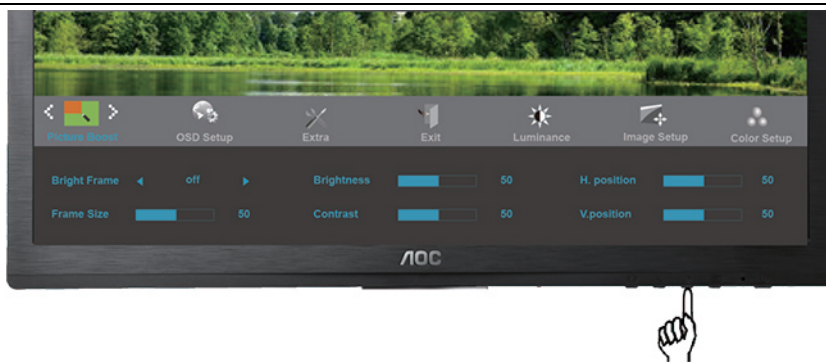 Picture Boost
OSD Setup
Extra
Exit
Luminance
Image Setup
Color Setup
Bright Frame off Brightness 50 H. position 50
Frame Size 50 Contrast 50 V.position 50
AOC